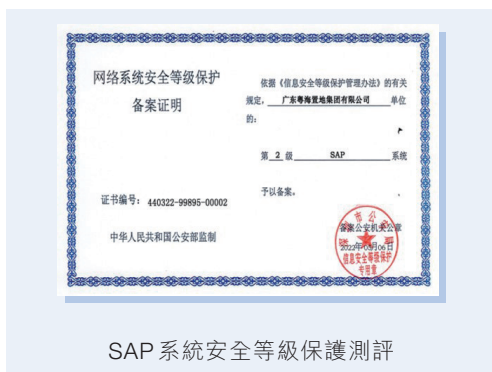 网络系统安全等级保护
备案证明
证书编号: 440322-99895-00002
中华人民共和国公安部监制
依据《信息安全等级保护管理办法》的有关
规定, 广东粤海置地集团有限公司 单位
的:
第 2 级 SAP 系统
予以备案。
备案公安机关公章
2022年05月06日
信息安全等级保护
专用章
SAP系統安全等級保護測評